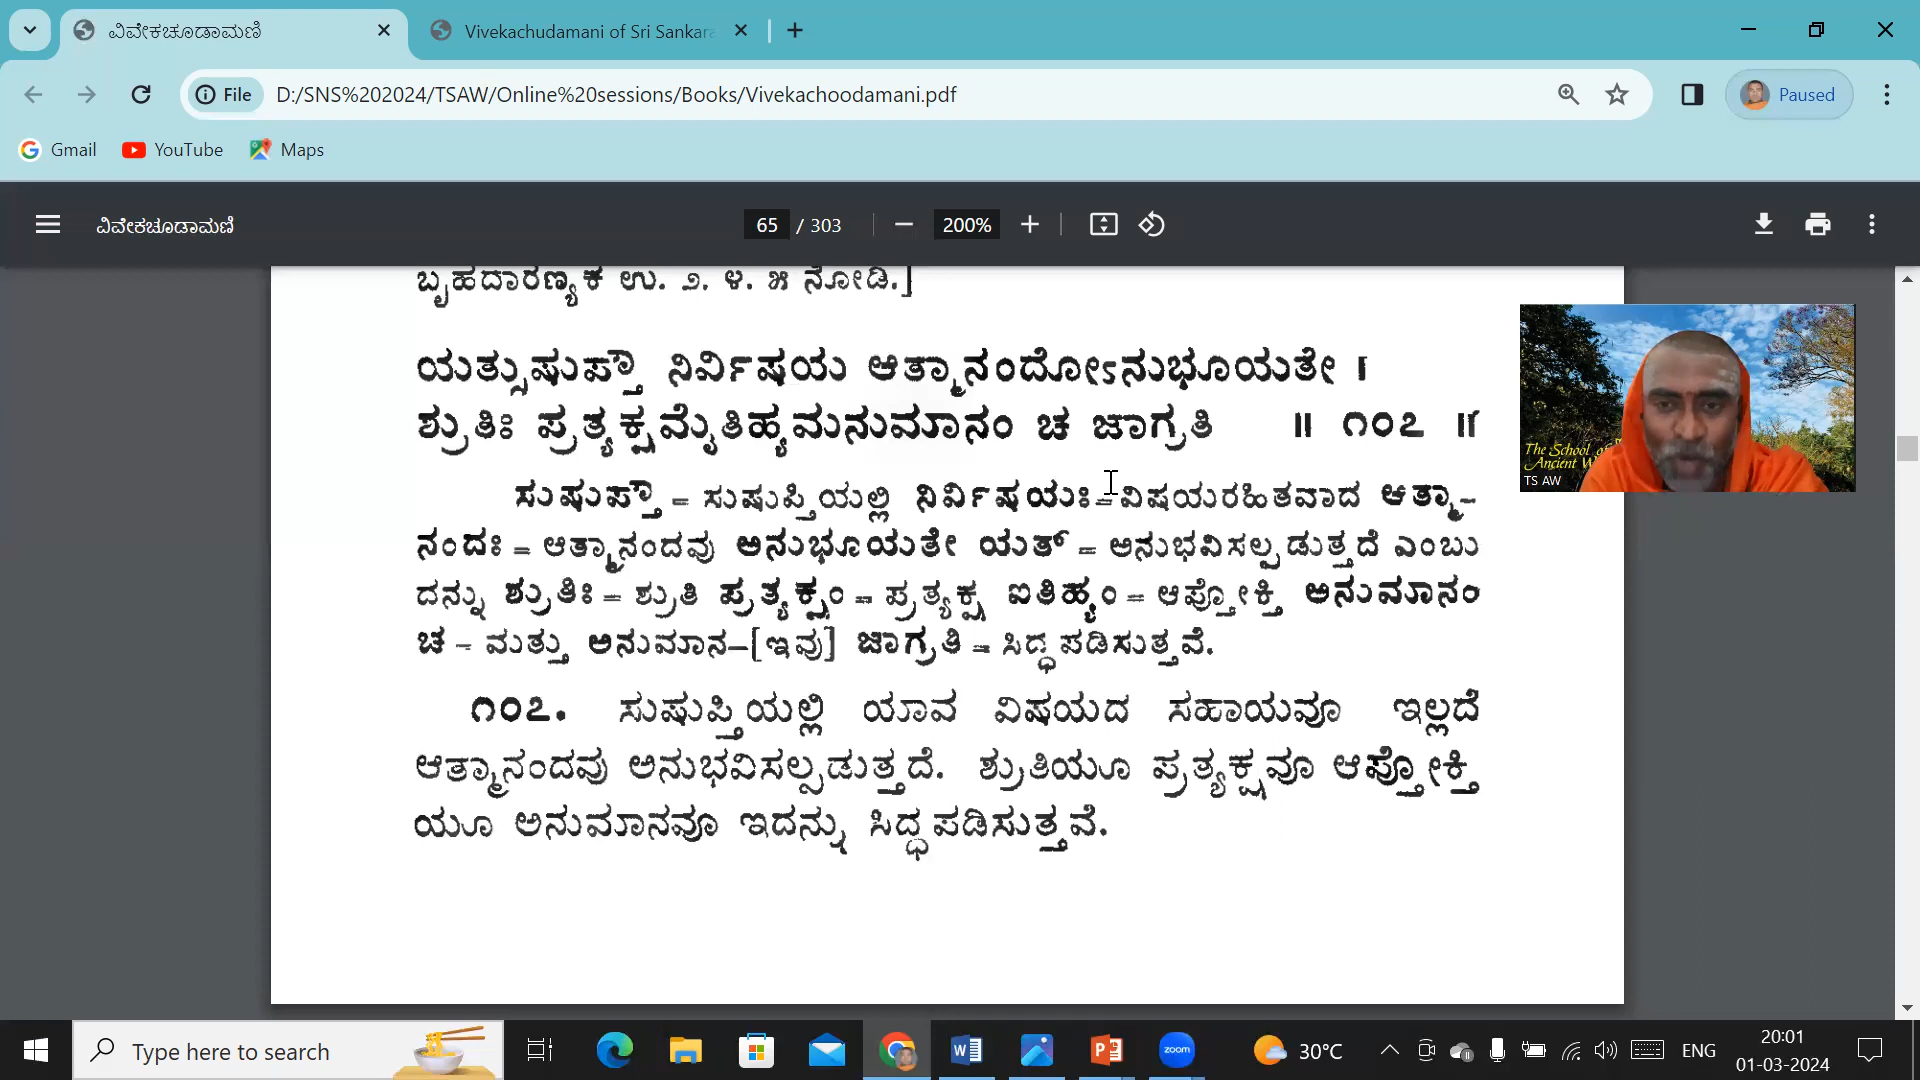 ವಿವೇಕಚೂಡಾಮಣಿ
Vivekachudamani of Sri Sankara
File D:/SNS%202024/TSAW/Online%20sessions/Books/Vivekachoodamani.pdf
Paused
Gmail YouTube Maps
ವಿವೇಕಚೂಡಾಮಣಿ 65 / 303 200%
ಬೃಹದಾರಣ್ಯಕ ಉ. ೨. ೪. ೫ ನೋಡಿ.]
ಯತ್ಸುಷುಪ್ತೌ ನಿರ್ವಿಷಯ ಆತ್ಮಾನಂದೋಽನುಭೂಯತೇ ।
ಶ್ರುತಿಃ ಪ್ರತ್ಯಕ್ಷಮೈತಿಹ್ಯಮನುಮಾನಂ ಚ ಜಾಗ್ರತಿ ॥ ೧೦೭ ॥
ಸುಷುಪ್ತೌ = ಸುಷುಪ್ತಿಯಲ್ಲಿ ನಿರ್ವಿಷಯಃ=ವಿಷಯರಹಿತವಾದ ಆತ್ಮಾ-
ನಂದಃ = ಆತ್ಮಾನಂದವು ಅನುಭೂಯತೇ ಯತ್ = ಅನುಭವಿಸಲ್ಪಡುತ್ತದೆ ಎಂಬು
ದನ್ನು ಶ್ರುತಿಃ = ಶ್ರುತಿ ಪ್ರತ್ಯಕ್ಷಂ = ಪ್ರತ್ಯಕ್ಷ ಐತಿಹ್ಯಂ = ಆಪ್ತೋಕ್ತಿ ಅನುಮಾನಂ
ಚ – ಮತ್ತು ಅನುಮಾನ–[ಇವು] ಜಾಗ್ರತಿ = ಸಿದ್ಧಪಡಿಸುತ್ತವೆ.
೧೦೭. ಸುಷುಪ್ತಿಯಲ್ಲಿ ಯಾವ ವಿಷಯದ ಸಹಾಯವೂ ಇಲ್ಲದೆ
ಆತ್ಮಾನಂದವು ಅನುಭವಿಸಲ್ಪಡುತ್ತದೆ. ಶ್ರುತಿಯೂ ಪ್ರತ್ಯಕ್ಷವೂ ಆಪ್ತೋಕ್ತಿ
ಯೂ ಅನುಮಾನವೂ ಇದನ್ನು ಸಿದ್ಧಪಡಿಸುತ್ತವೆ.
The School of
Ancient W
TS AW
Type here to search
zoom
30°C
ENG
20:01
01-03-2024